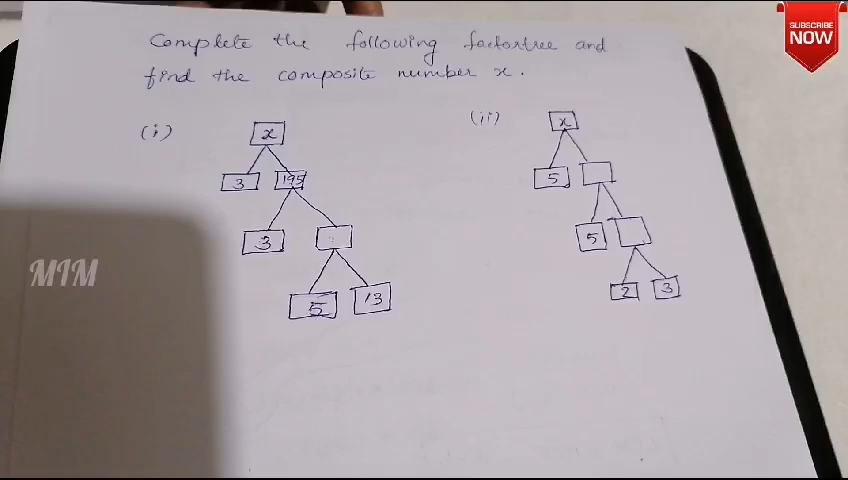 SUBSCRIBE
NOW
Complete the following factortree and
find the composite number x.
(i)
x
3 195
3
5 13
(ii)
x
5
5
2 3
MIM